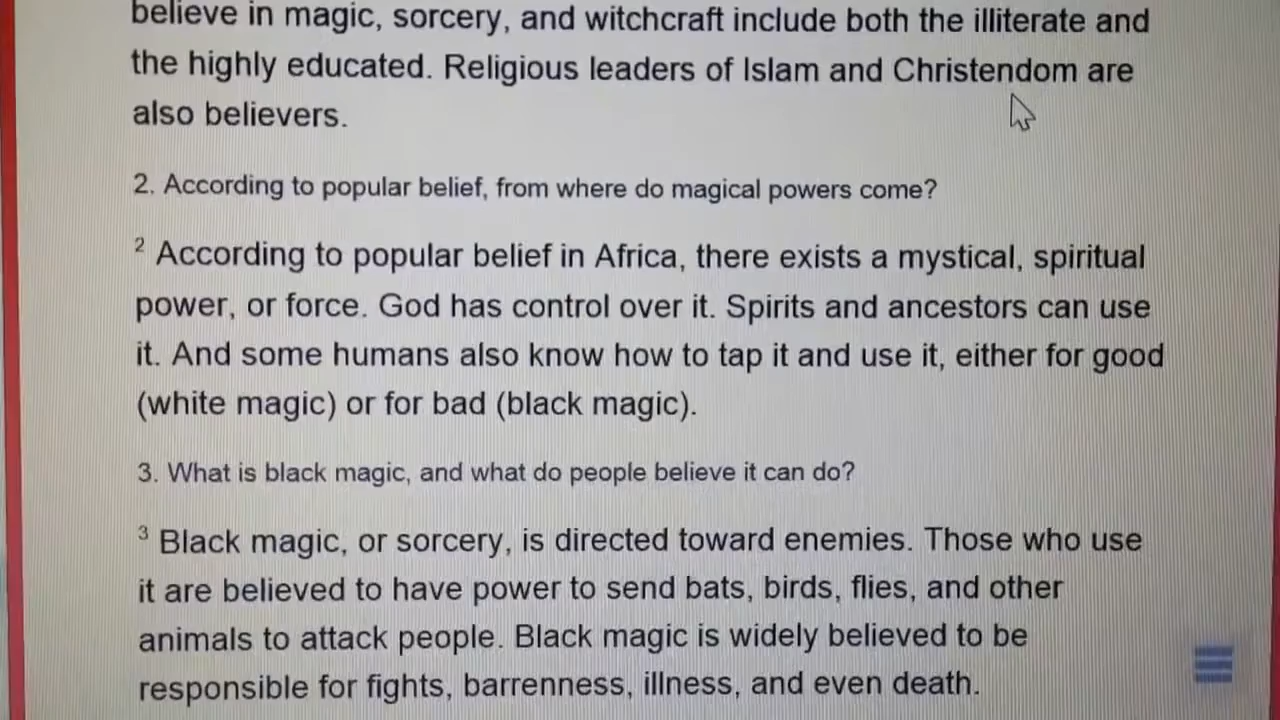 believe in magic, sorcery, and witchcraft include both the illiterate and
the highly educated. Religious leaders of Islam and Christendom are
also believers.
2. According to popular belief, from where do magical powers come?
2 According to popular belief in Africa, there exists a mystical, spiritual
power, or force. God has control over it. Spirits and ancestors can use
it. And some humans also know how to tap it and use it, either for good
(white magic) or for bad (black magic).
3. What is black magic, and what do people believe it can do?
3 Black magic, or sorcery, is directed toward enemies. Those who use
it are believed to have power to send bats, birds, flies, and other
animals to attack people. Black magic is widely believed to be
responsible for fights, barrenness, illness, and even death.